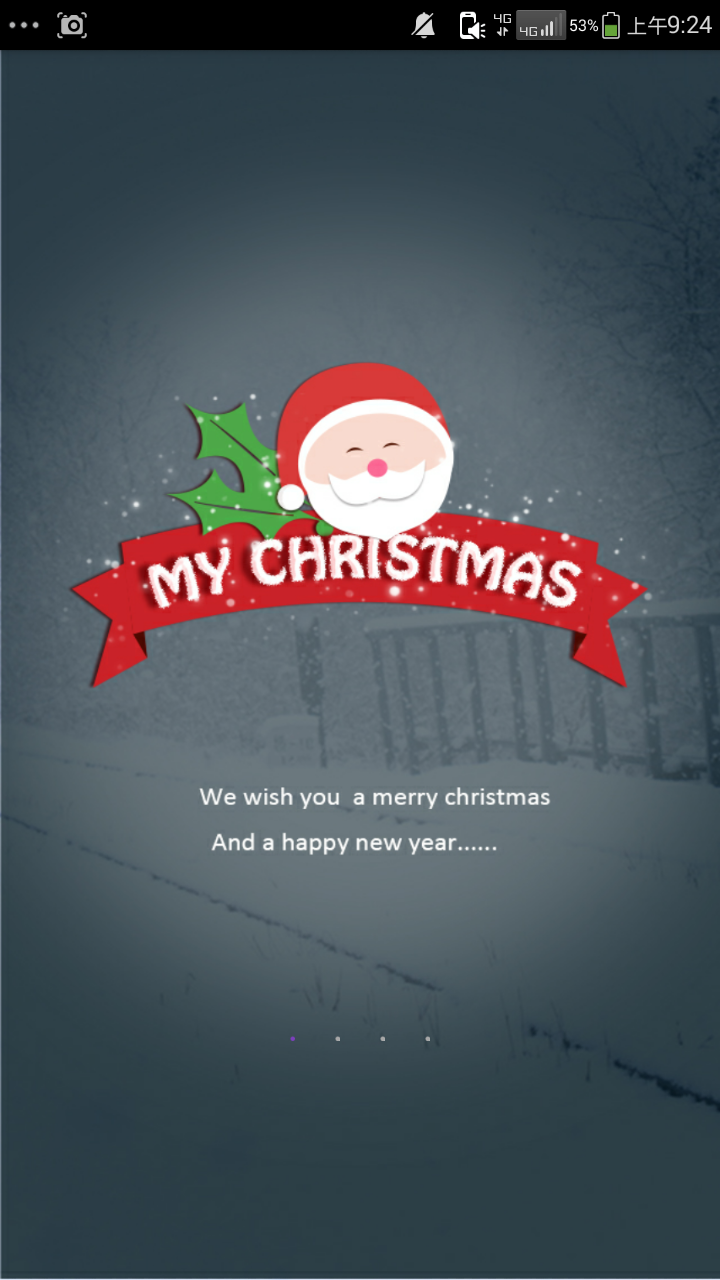 4G 4G 53% 上午9:24
MY CHRISTMAS
We wish you  a merry christmas
And a happy new year......